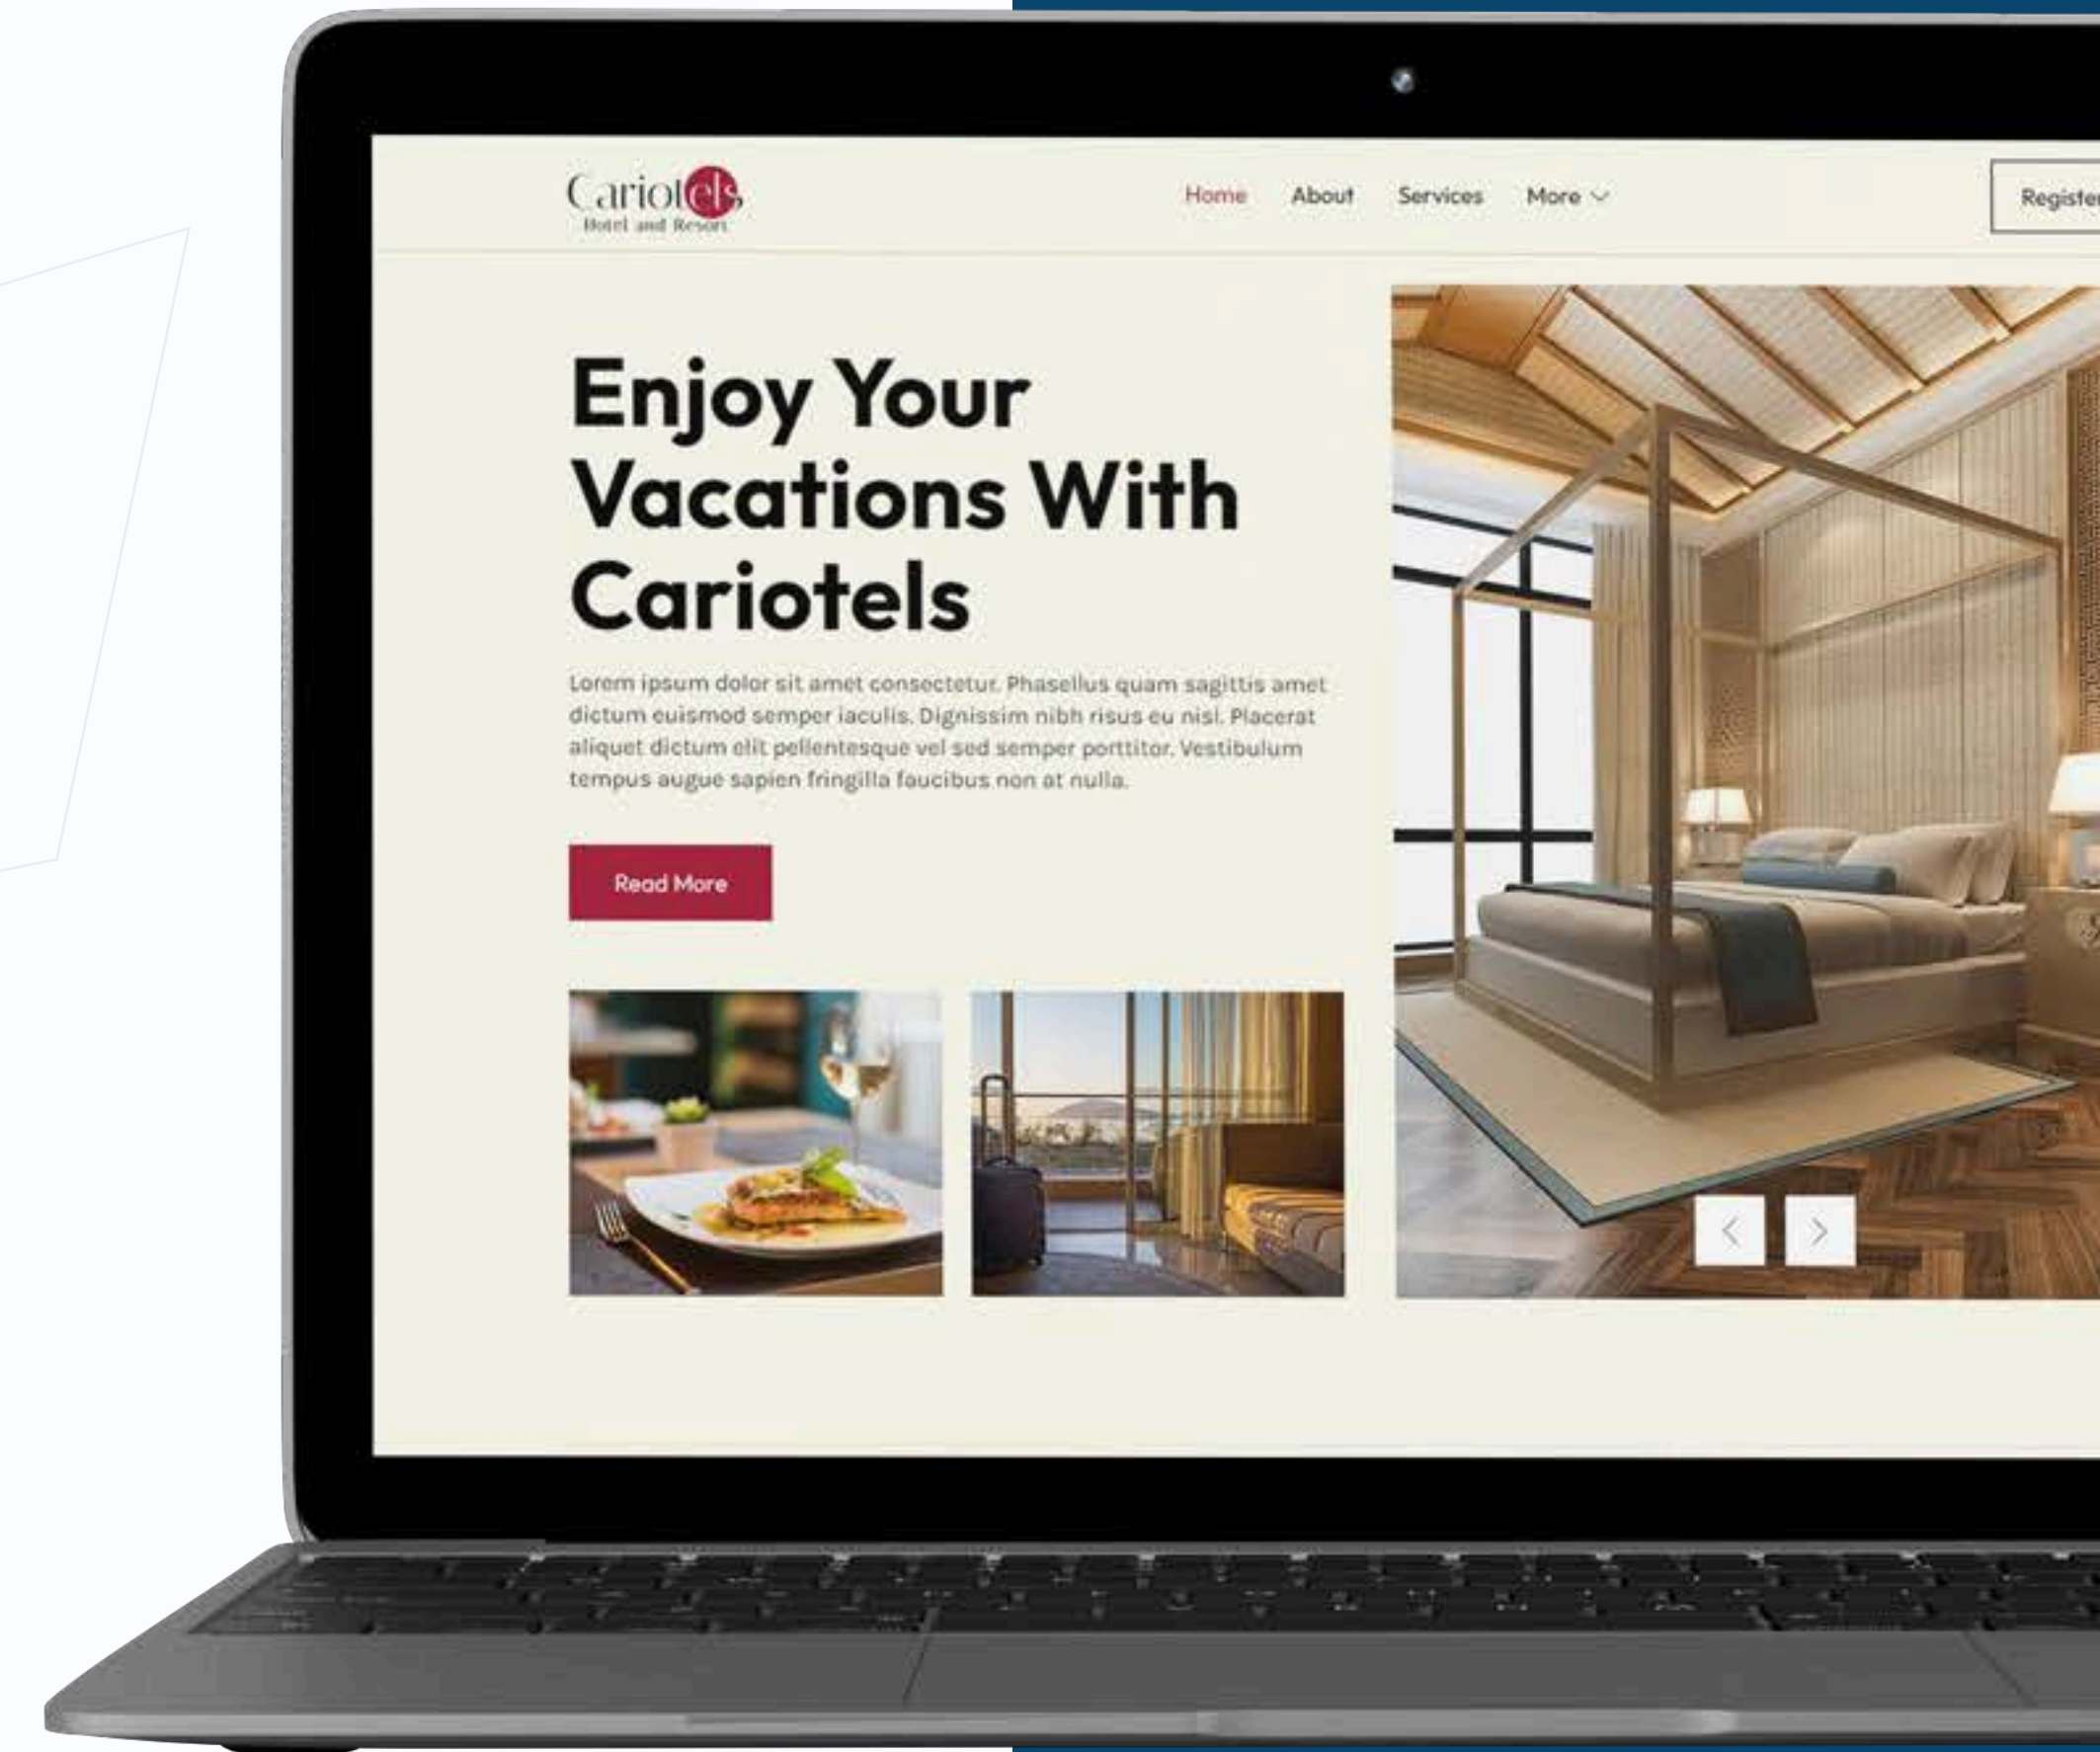 Cariotels
Hotel and Resort
Home About Services More
Register
Enjoy Your
Vacations With
Cariotels
Lorem ipsum dolor sit amet consectetur. Phasellus quam sagittis amet
dictum euismod semper iaculis. Dignissim nibh risus eu nisl. Placerat
aliquet dictum elit pellentesque vel sed semper porttitor. Vestibulum
tempus augue sapien fringilla faucibus non at nulla.
Read More